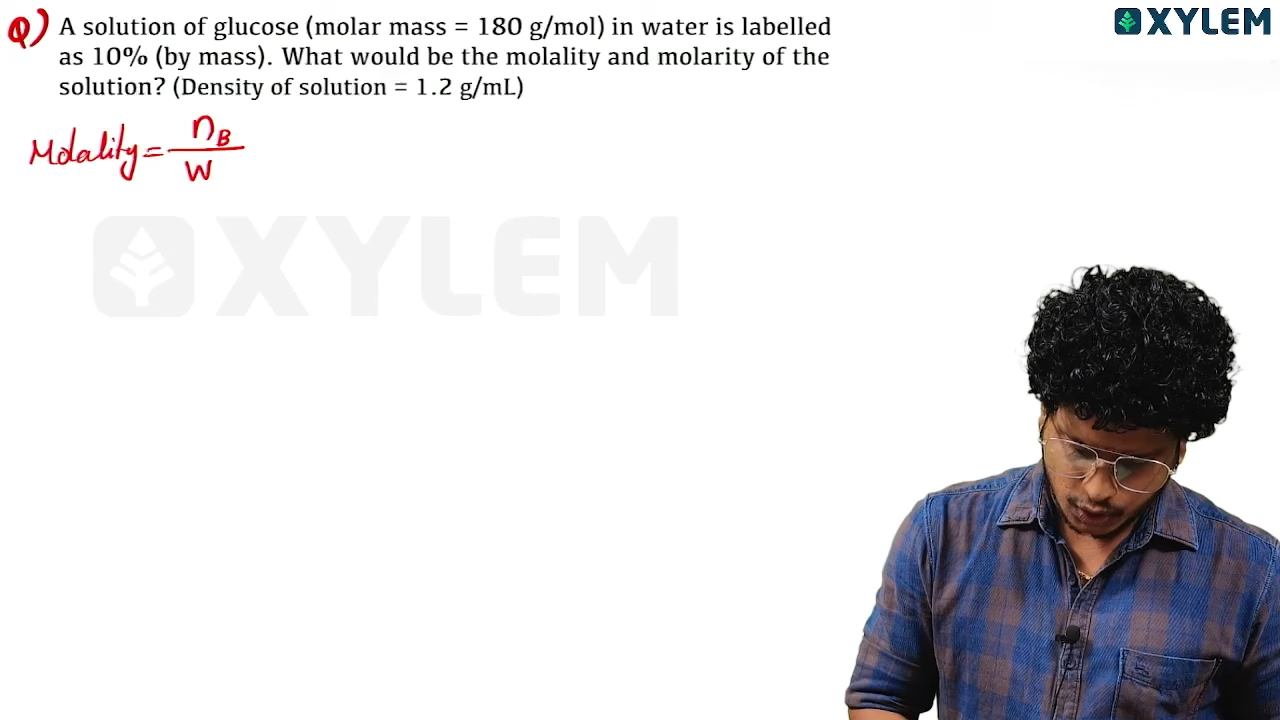 Q) A solution of glucose (molar mass = 180 g/mol) in water is labelled
as 10% (by mass). What would be the molality and molarity of the
solution? (Density of solution = 1.2 g/mL)
XYLEM
Molality = n_B / W
XYLEM